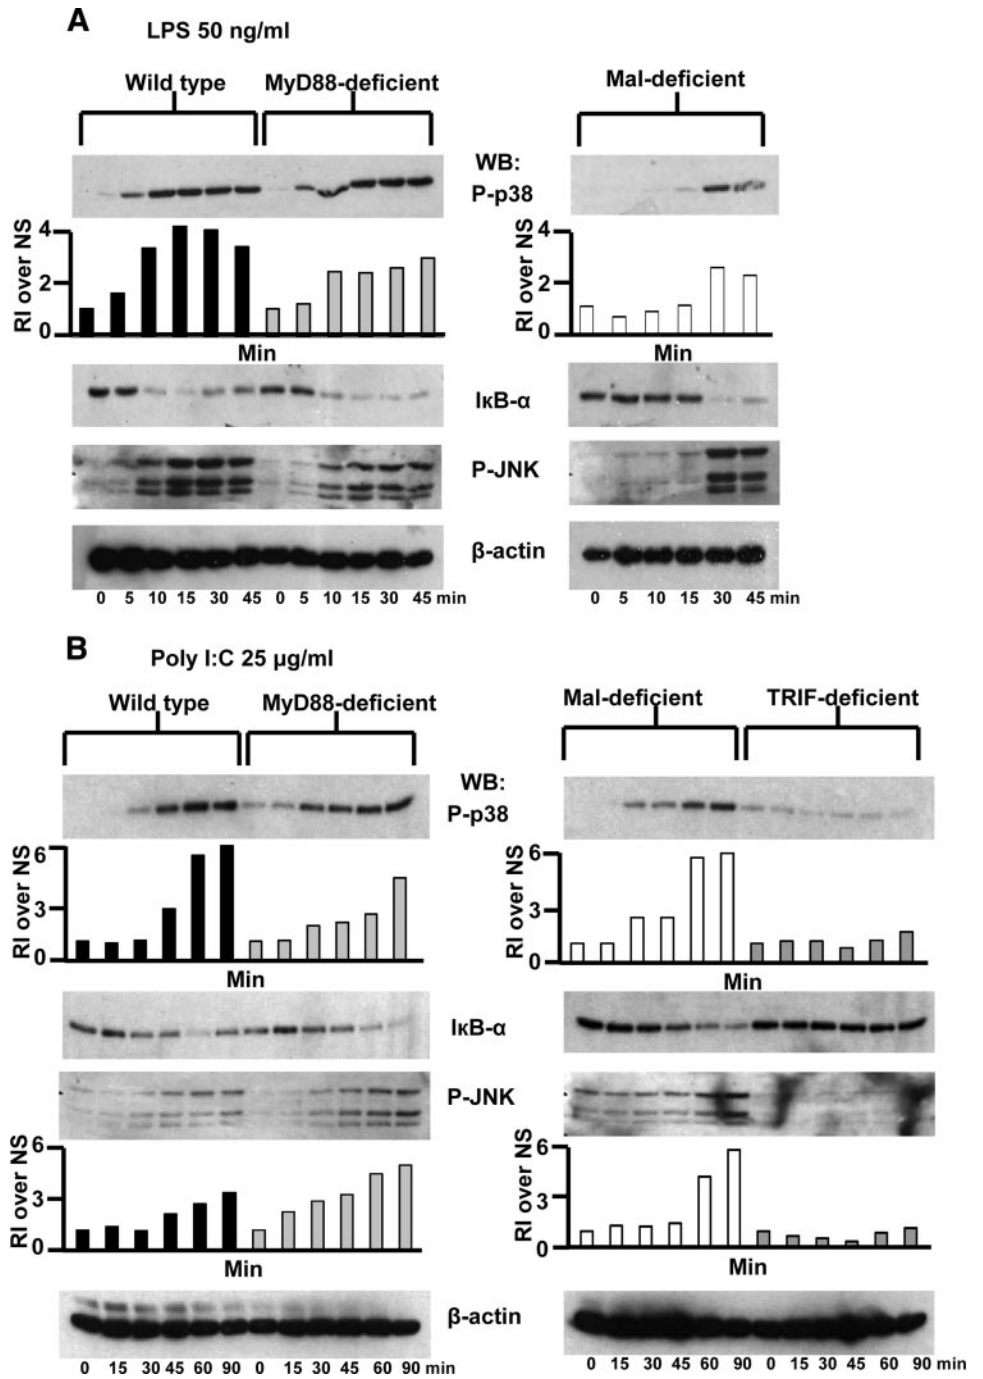 A
LPS 50 ng/ml
Wild type MyD88-deficient Mal-deficient
WB:
P-p38
RI over NS
4
2
0
RI over NS
4
2
0
Min Min
IκB-α
P-JNK
β-actin
0 5 10 15 30 45 0 5 10 15 30 45 min
0 5 10 15 30 45 min
B
Poly I:C 25 µg/ml
Wild type MyD88-deficient Mal-deficient TRIF-deficient
WB:
P-p38
RI over NS
6
3
0
RI over NS
6
3
0
Min Min
IκB-α
P-JNK
RI over NS
6
3
0
RI over NS
6
3
0
Min Min
β-actin
0 15 30 45 60 90 0 15 30 45 60 90 min
0 15 30 45 60 90 0 15 30 45 60 90 min